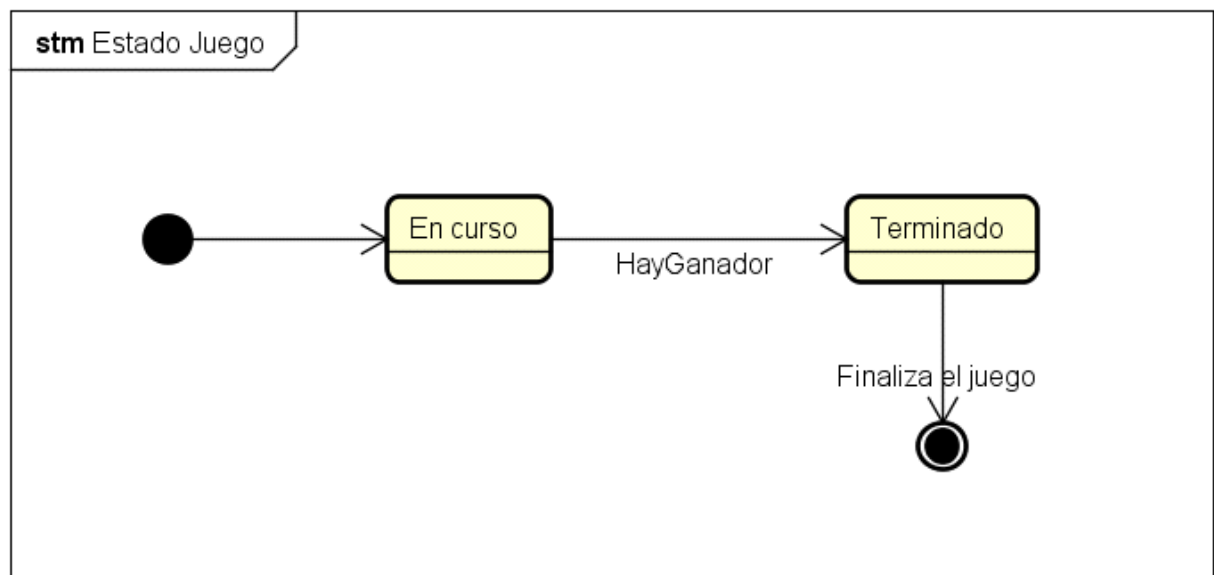 stm Estado Juego
En curso
Terminado
HayGanador
Finaliza el juego